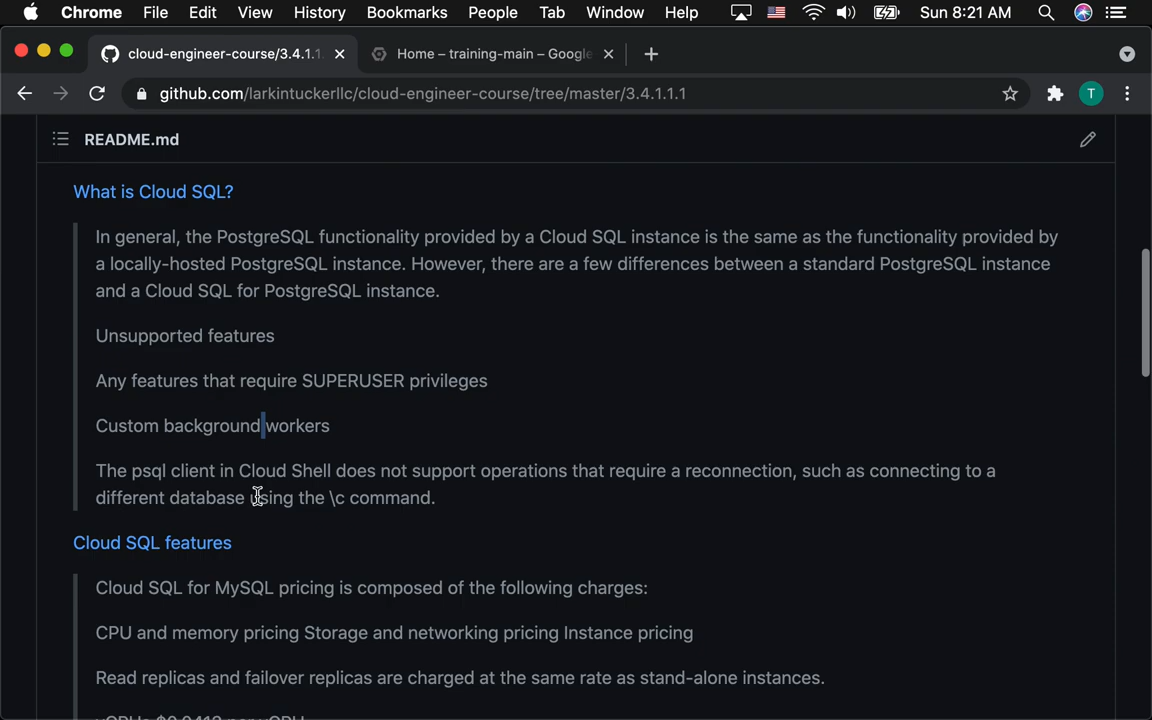 Chrome File Edit View History Bookmarks People Tab Window Help Sun 8:21 AM
cloud-engineer-course/3.4.1.1. Home – training-main – Google
github.com/larkintuckerllc/cloud-engineer-course/tree/master/3.4.1.1.1 T
README.md
What is Cloud SQL?
In general, the PostgreSQL functionality provided by a Cloud SQL instance is the same as the functionality provided by
a locally-hosted PostgreSQL instance. However, there are a few differences between a standard PostgreSQL instance
and a Cloud SQL for PostgreSQL instance.
Unsupported features
Any features that require SUPERUSER privileges
Custom background workers
The psql client in Cloud Shell does not support operations that require a reconnection, such as connecting to a
different database using the \c command.
Cloud SQL features
Cloud SQL for MySQL pricing is composed of the following charges:
CPU and memory pricing Storage and networking pricing Instance pricing
Read replicas and failover replicas are charged at the same rate as stand-alone instances.